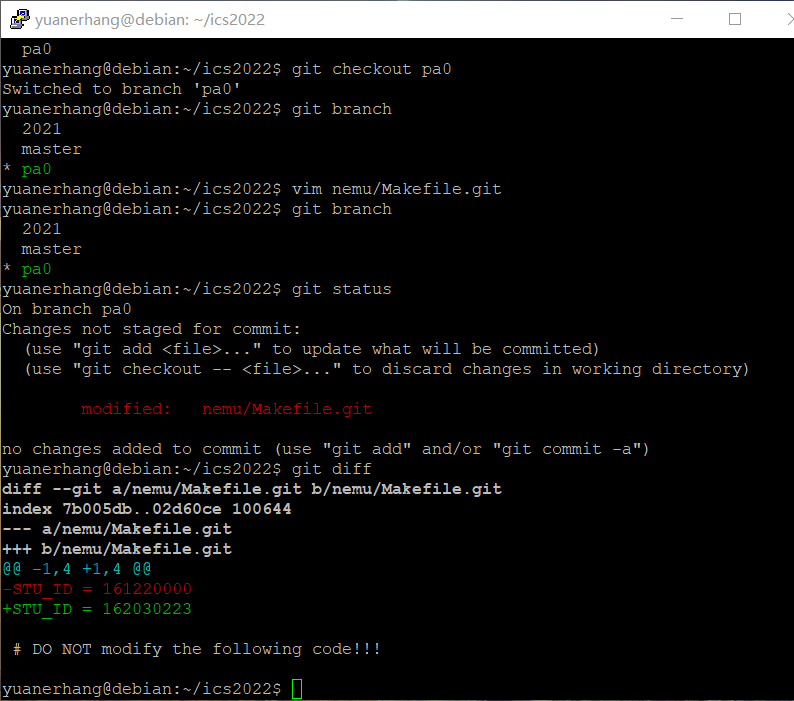 yuanerhang@debian: ~/ics2022
  pa0
yuanerhang@debian:~/ics2022$ git checkout pa0
Switched to branch 'pa0'
yuanerhang@debian:~/ics2022$ git branch
  2021
  master
* pa0
yuanerhang@debian:~/ics2022$ vim nemu/Makefile.git
yuanerhang@debian:~/ics2022$ git branch
  2021
  master
* pa0
yuanerhang@debian:~/ics2022$ git status
On branch pa0
Changes not staged for commit:
  (use "git add <file>..." to update what will be committed)
  (use "git checkout -- <file>..." to discard changes in working directory)
        modified:   nemu/Makefile.git
no changes added to commit (use "git add" and/or "git commit -a")
yuanerhang@debian:~/ics2022$ git diff
diff --git a/nemu/Makefile.git b/nemu/Makefile.git
index 7b005db..02d60ce 100644
--- a/nemu/Makefile.git
+++ b/nemu/Makefile.git
@@ -1,4 +1,4 @@
-STU_ID = 161220000
+STU_ID = 162030223
 # DO NOT modify the following code!!!
yuanerhang@debian:~/ics2022$